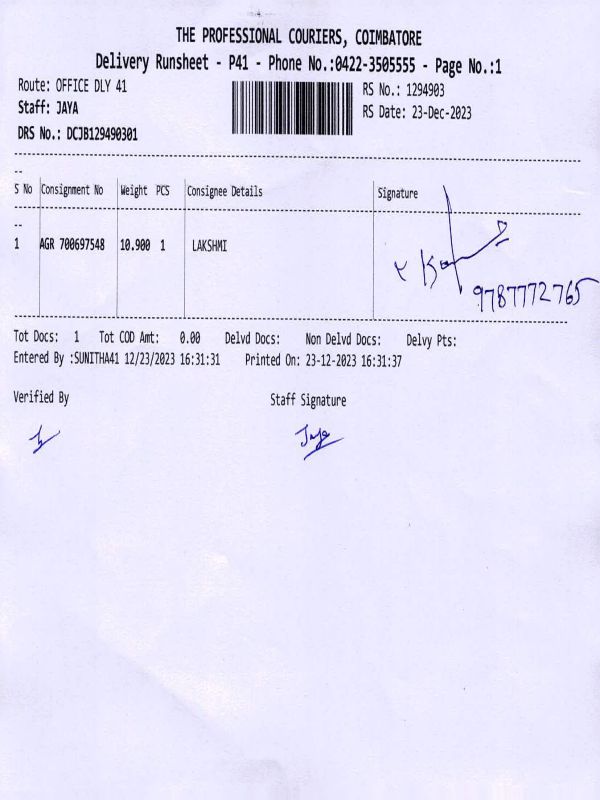 THE PROFESSIONAL COURIERS, COIMBATORE
Delivery Runsheet - P41 - Phone No.:0422-3505555 - Page No.:1
Route: OFFICE DLY 41
RS No.: 1294903
Staff: JAYA
RS Date: 23-Dec-2023
DRS No.: DCJB129490301
S No Consignment No Weight PCS Consignee Details Signature
1 AGR 700697548 10.900 1 LAKSHMI
9787772765
Tot Docs: 1 Tot COD Amt: 0.00 Delvd Docs: Non Delvd Docs: Delvy Pts:
Entered By :SUNITHA41 12/23/2023 16:31:31 Printed On: 23-12-2023 16:31:37
Verified By Staff Signature
Jaya